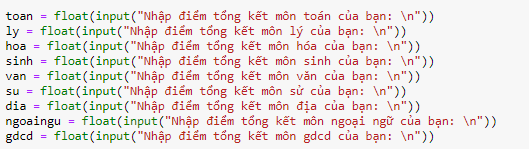 toan = float(input("Nhập điểm tổng kết môn toán của bạn: \n"))
ly = float(input("Nhập điểm tổng kết môn lý của bạn: \n"))
hoa = float(input("Nhập điểm tổng kết môn hóa của bạn: \n"))
sinh = float(input("Nhập điểm tổng kết môn sinh của bạn: \n"))
van = float(input("Nhập điểm tổng kết môn văn của bạn: \n"))
su = float(input("Nhập điểm tổng kết môn sử của bạn: \n"))
dia = float(input("Nhập điểm tổng kết môn địa của bạn: \n"))
ngoaingu = float(input("Nhập điểm tổng kết môn ngoại ngữ của bạn: \n"))
gdcd = float(input("Nhập điểm tổng kết môn gdcd của bạn: \n"))